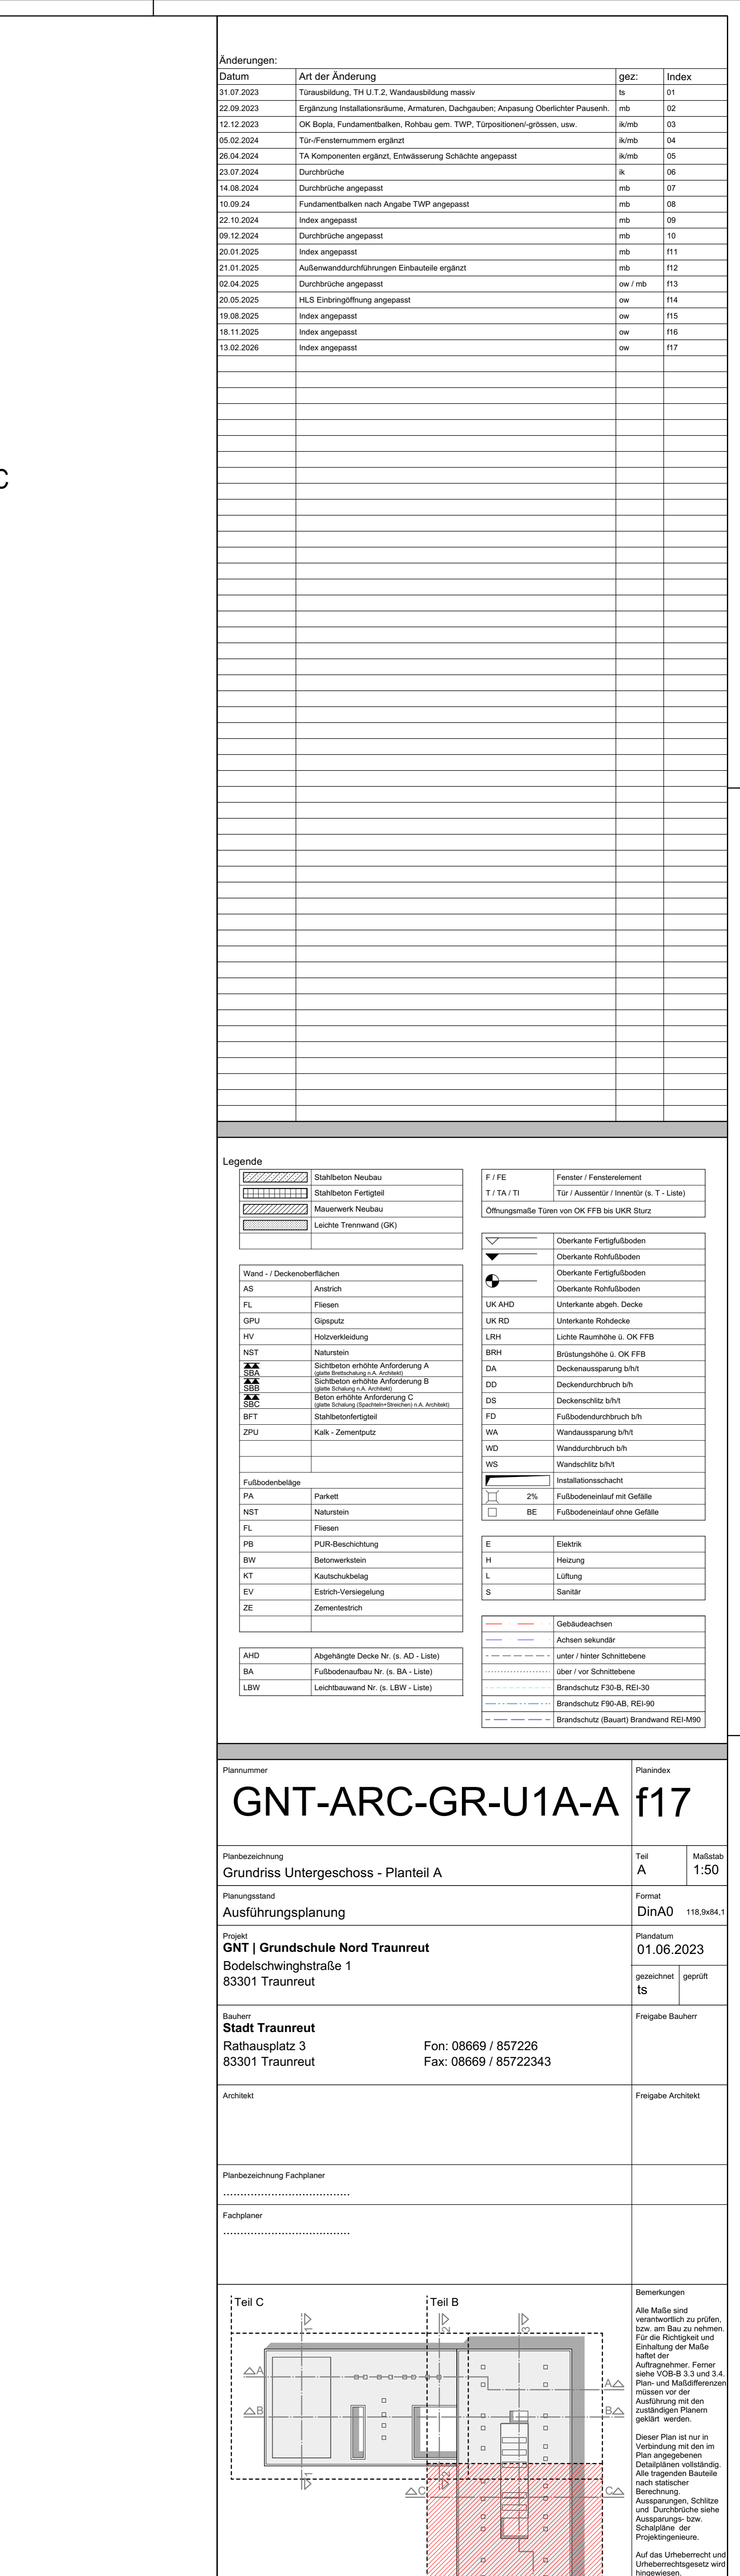 Änderungen:
Datum Art der Änderung gez: Index
31.07.2023 Türausbildung, TH U.T.2, Wandausbildung massiv ts 01
22.09.2023 Ergänzung Installationsräume, Armaturen, Dachgauben; Anpasung Oberlichter Pausenh. mb 02
12.12.2023 OK Bopla, Fundamentbalken, Rohbau gem. TWP, Türpositionen/-grössen, usw. ik/mb 03
05.02.2024 Tür-/Fensternummern ergänzt ik/mb 04
26.04.2024 TA Komponenten ergänzt, Entwässerung Schächte angepasst ik/mb 05
23.07.2024 Durchbrüche ik 06
14.08.2024 Durchbrüche angepasst mb 07
10.09.24 Fundamentbalken nach Angabe TWP angepasst mb 08
22.10.2024 Index angepasst mb 09
09.12.2024 Durchbrüche angepasst mb 10
20.01.2025 Index angepasst mb f11
21.01.2025 Außenwanddurchführungen Einbauteile ergänzt mb f12
02.04.2025 Durchbrüche angepasst ow / mb f13
20.05.2025 HLS Einbringöffnung angepasst ow f14
19.08.2025 Index angepasst ow f15
18.11.2025 Index angepasst ow f16
13.02.2026 Index angepasst ow f17
C
Legende
Stahlbeton Neubau
Stahlbeton Fertigteil
Mauerwerk Neubau
Leichte Trennwand (GK)
Wand - / Deckenoberflächen
AS Anstrich
FL Fliesen
GPU Gipsputz
HV Holzverkleidung
NST Naturstein
SBA Sichtbeton erhöhte Anforderung A
(glatte Brettschalung n.A. Architekt)
SBB Sichtbeton erhöhte Anforderung B
(glatte Schalung n.A. Architekt)
SBC Beton erhöhte Anforderung C
(glatte Schalung (Spachteln+Streichen) n.A. Architekt)
BFT Stahlbetonfertigteil
ZPU Kalk - Zementputz
Fußbodenbeläge
PA Parkett
NST Naturstein
FL Fliesen
PB PUR-Beschichtung
BW Betonwerkstein
KT Kautschukbelag
EV Estrich-Versiegelung
ZE Zementestrich
AHD Abgehängte Decke Nr. (s. AD - Liste)
BA Fußbodenaufbau Nr. (s. BA - Liste)
LBW Leichtbauwand Nr. (s. LBW - Liste)
F / FE Fenster / Fensterelement
T / TA / TI Tür / Aussentür / Innentür (s. T - Liste)
Öffnungsmaße Türen von OK FFB bis UKR Sturz
Oberkante Fertigfußboden
Oberkante Rohfußboden
Oberkante Fertigfußboden
Oberkante Rohfußboden
UK AHD Unterkante abgeh. Decke
UK RD Unterkante Rohdecke
LRH Lichte Raumhöhe ü. OK FFB
BRH Brüstungshöhe ü. OK FFB
DA Deckenaussparung b/h/t
DD Deckendurchbruch b/h
DS Deckenschlitz b/h/t
FD Fußbodendurchbruch b/h
WA Wandaussparung b/h/t
WD Wanddurchbruch b/h
WS Wandschlitz b/h/t
Installationsschacht
2% Fußbodeneinlauf mit Gefälle
BE Fußbodeneinlauf ohne Gefälle
E Elektrik
H Heizung
L Lüftung
S Sanitär
Gebäudeachsen
Achsen sekundär
unter / hinter Schnittebene
über / vor Schnittebene
Brandschutz F30-B, REI-30
Brandschutz F90-AB, REI-90
Brandschutz (Bauart) Brandwand REI-M90
Plannummer Planindex
GNT-ARC-GR-U1A-A f17
Planbezeichnung Teil Maßstab
Grundriss Untergeschoss - Planteil A A 1:50
Planungsstand Format
Ausführungsplanung DinA0 118,9x84,1
Projekt Plandatum
GNT | Grundschule Nord Traunreut 01.06.2023
Bodelschwinghstraße 1
83301 Traunreut
gezeichnet geprüft
ts
Bauherr Freigabe Bauherr
Stadt Traunreut
Rathausplatz 3 Fon: 08669 / 857226
83301 Traunreut Fax: 08669 / 85722343
Architekt Freigabe Architekt
Planbezeichnung Fachplaner
.....................................
Fachplaner
.....................................
Teil C Teil B
1 2 3
A A
B B
C C
1 2
Bemerkungen
Alle Maße sind
verantwortlich zu prüfen,
bzw. am Bau zu nehmen.
Für die Richtigkeit und
Einhaltung der Maße
haftet der
Auftragnehmer. Ferner
siehe VOB-B 3.3 und 3.4.
Plan- und Maßdifferenzen
müssen vor der
Ausführung mit den
zuständigen Planern
geklärt werden.
Dieser Plan ist nur in
Verbindung mit den im
Plan angegebenen
Detailplänen vollständig.
Alle tragenden Bauteile
nach statischer
Berechnung.
Aussparungen, Schlitze
und Durchbrüche siehe
Aussparungs- bzw.
Schalpläne der
Projektingenieure.
Auf das Urheberrecht und
Urheberrechtsgesetz wird
hingewiesen.